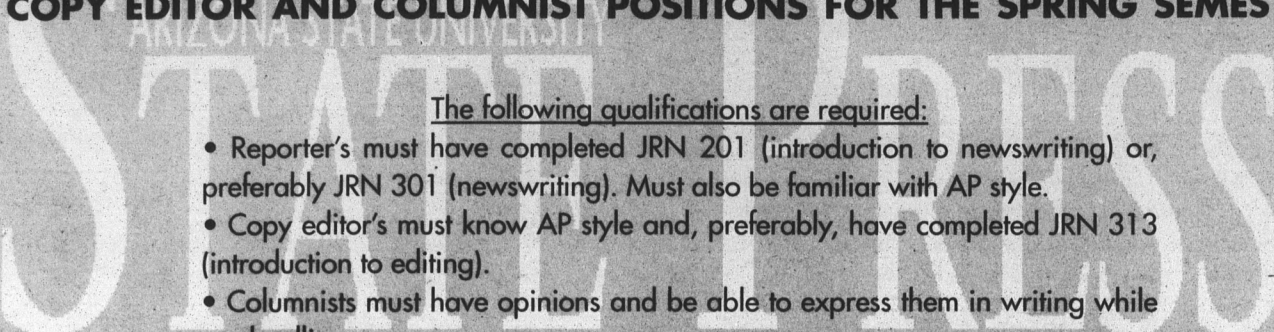 COPY EDITOR AND COLUMNIST POSITIONS FOR THE SPRING SEMES
ARIZONA STATE UNIVERSITY
STATE PRESS
The following qualifications are required:
• Reporter's must have completed JRN 201 (introduction to newswriting) or,
preferably JRN 301 (newswriting). Must also be familiar with AP style.
• Copy editor's must know AP style and, preferably, have completed JRN 313
(introduction to editing).
• Columnists must have opinions and be able to express them in writing while